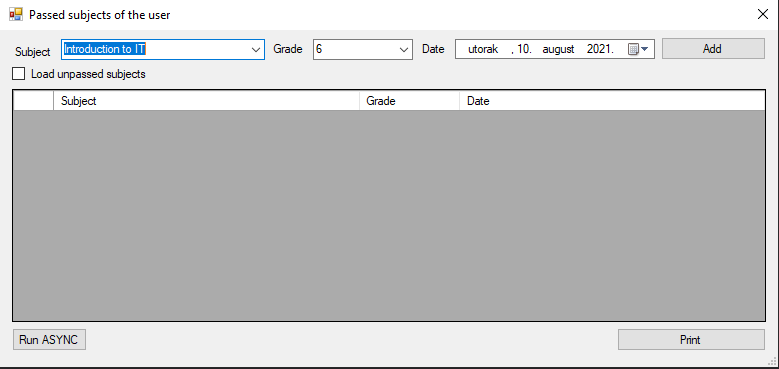 Passed subjects of the user
Subject Introduction to IT Grade 6 Date utorak , 10. august 2021. Add
Load unpassed subjects
Subject Grade Date
Run ASYNC Print